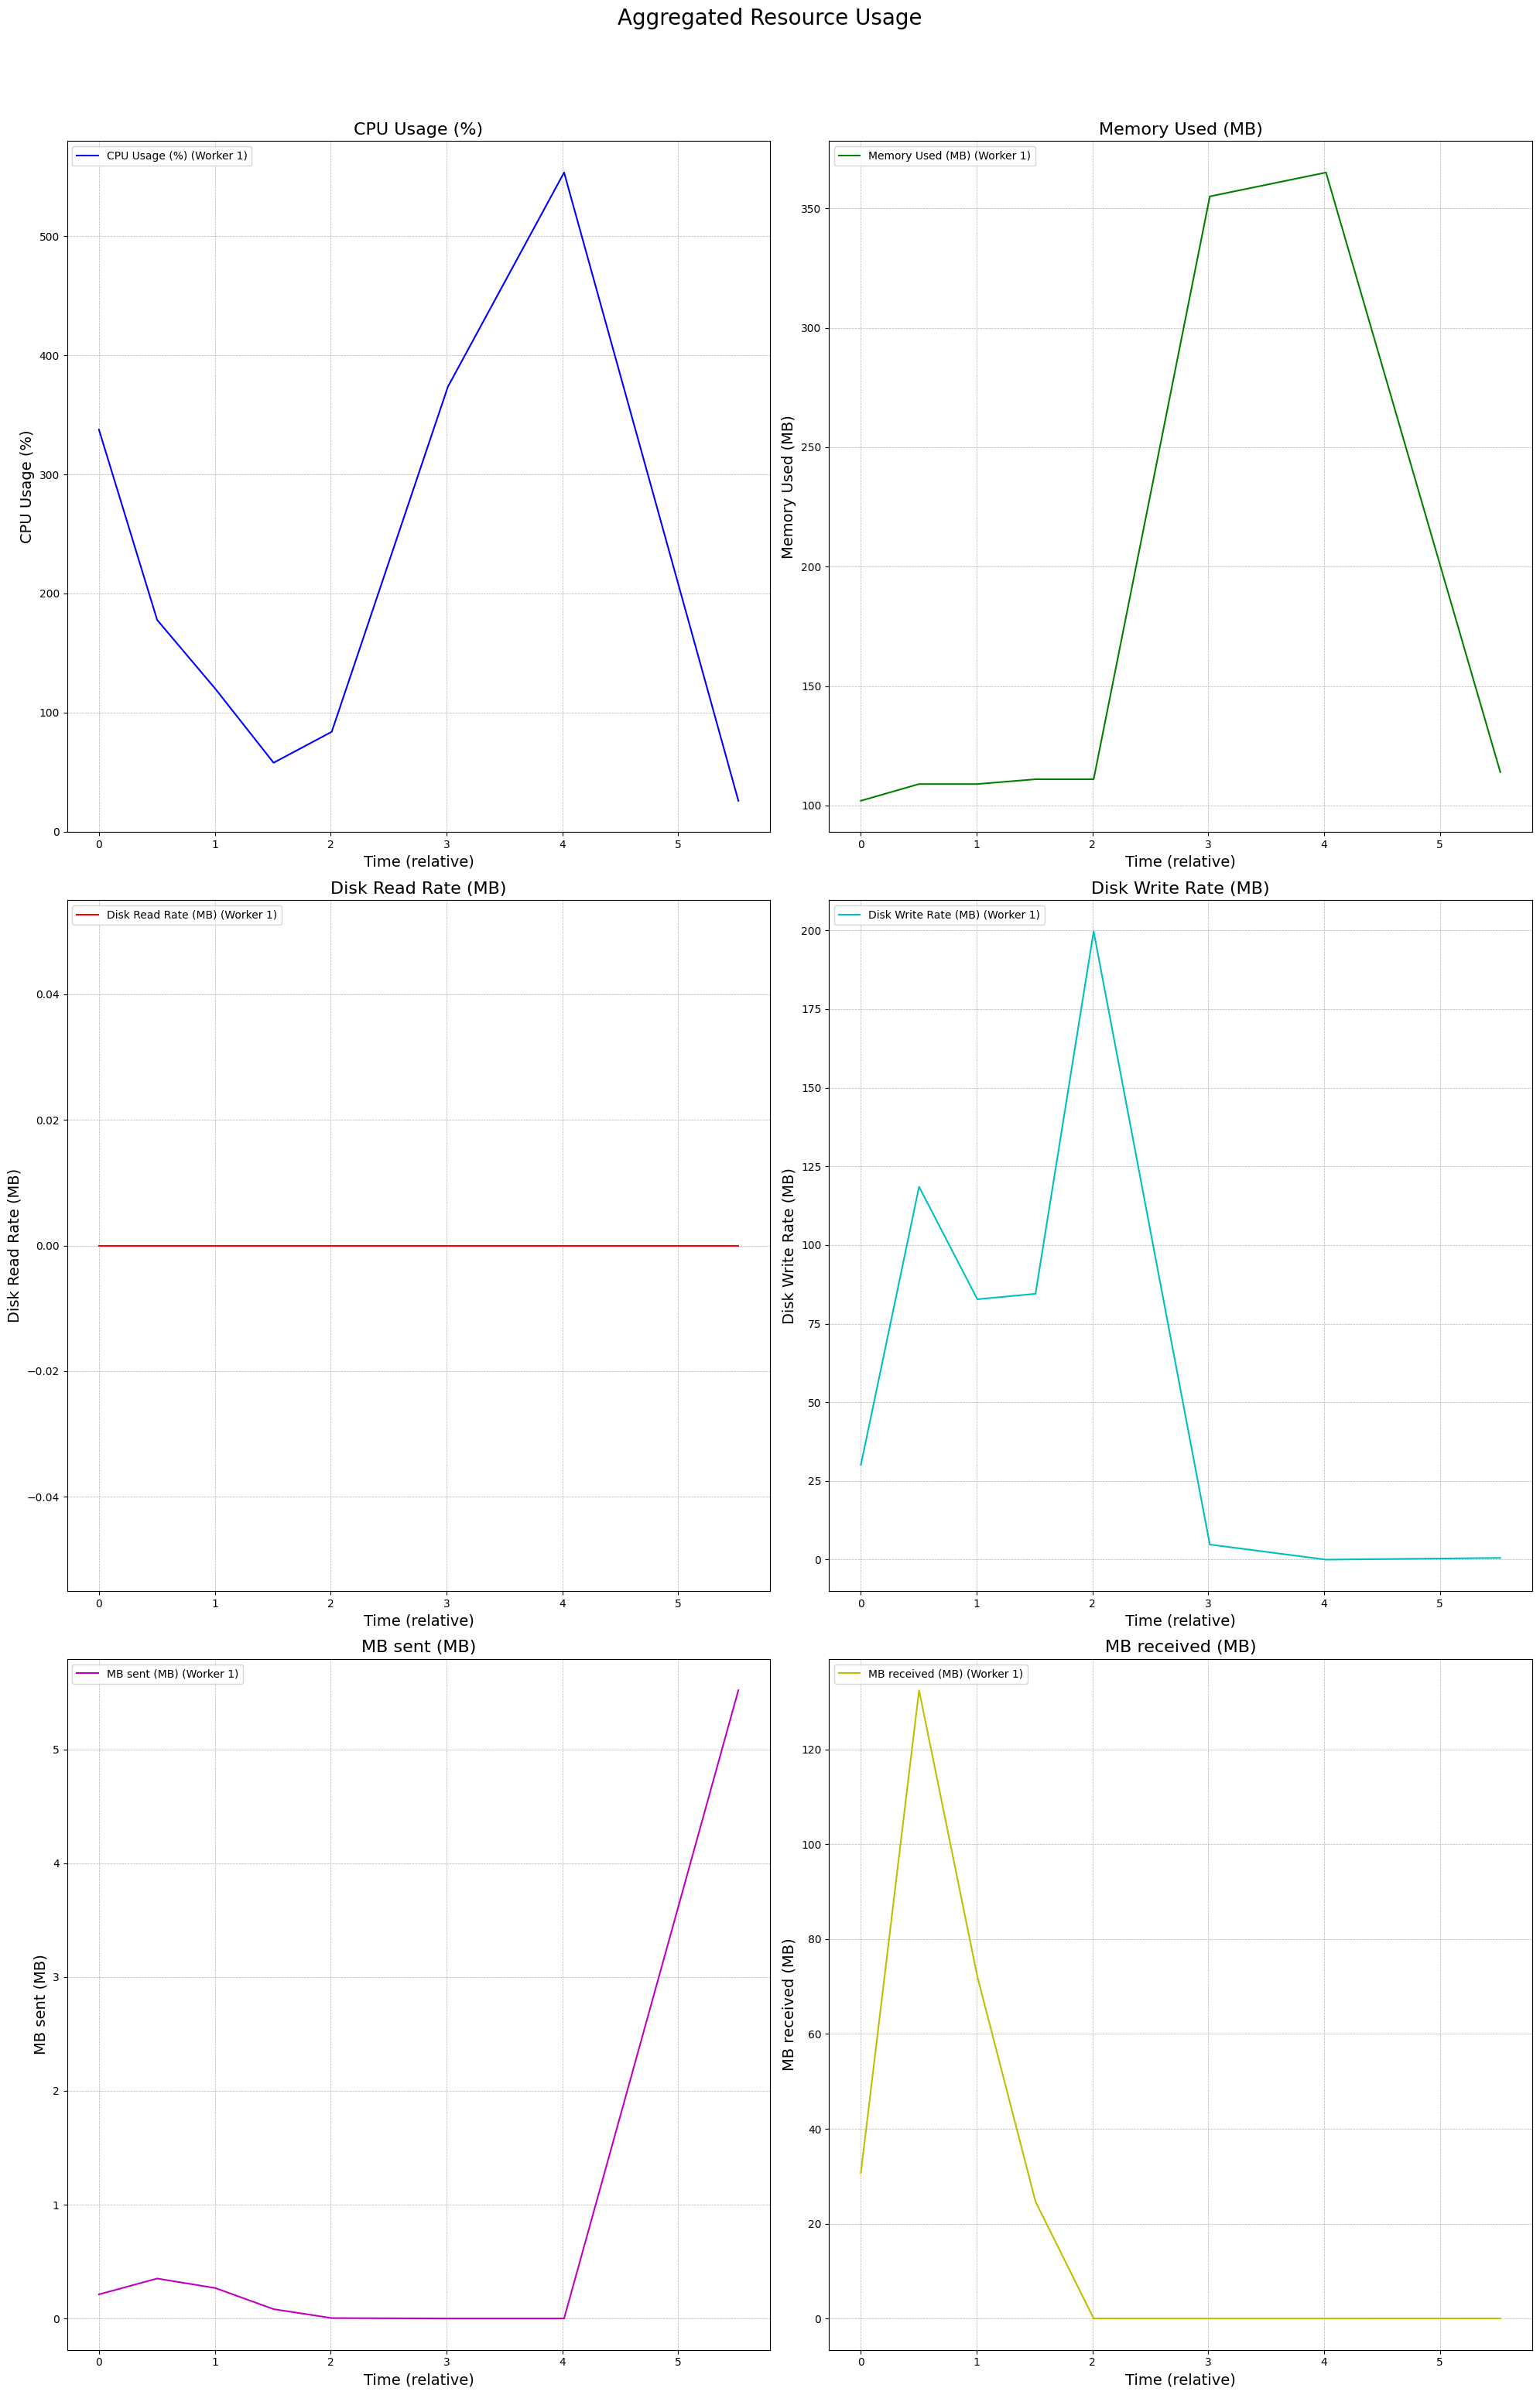 Aggregated Resource Usage
CPU Usage (%)
CPU Usage (%) (Worker 1)
CPU Usage (%)
500
400
300
200
100
0
0 1 2 3 4 5
Time (relative)
Memory Used (MB)
Memory Used (MB) (Worker 1)
Memory Used (MB)
350
300
250
200
150
100
0 1 2 3 4 5
Time (relative)
Disk Read Rate (MB)
Disk Read Rate (MB) (Worker 1)
Disk Read Rate (MB)
0.04
0.02
0.00
−0.02
−0.04
0 1 2 3 4 5
Time (relative)
Disk Write Rate (MB)
Disk Write Rate (MB) (Worker 1)
Disk Write Rate (MB)
200
175
150
125
100
75
50
25
0
0 1 2 3 4 5
Time (relative)
MB sent (MB)
MB sent (MB) (Worker 1)
MB sent (MB)
5
4
3
2
1
0
0 1 2 3 4 5
Time (relative)
MB received (MB)
MB received (MB) (Worker 1)
MB received (MB)
120
100
80
60
40
20
0
0 1 2 3 4 5
Time (relative)